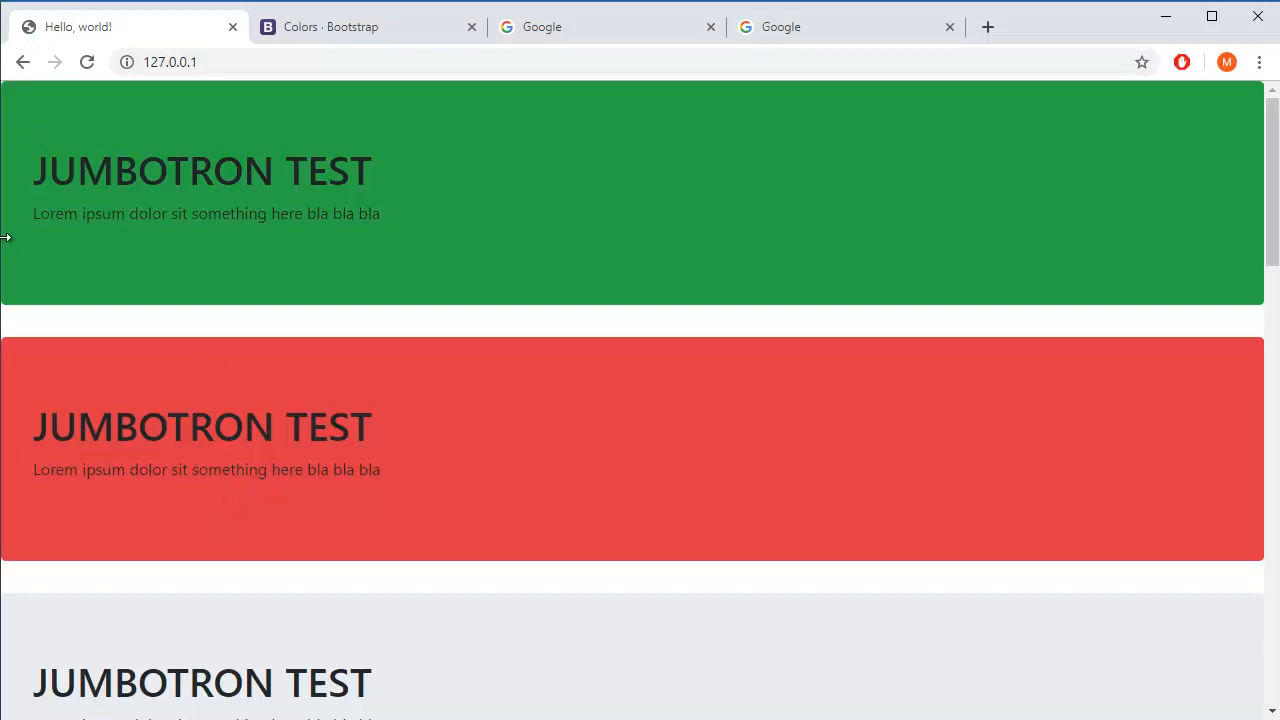 Hello, world!
Colors · Bootstrap
Google
Google
127.0.0.1
M
JUMBOTRON TEST
Lorem ipsum dolor sit something here bla bla bla
JUMBOTRON TEST
Lorem ipsum dolor sit something here bla bla bla
JUMBOTRON TEST